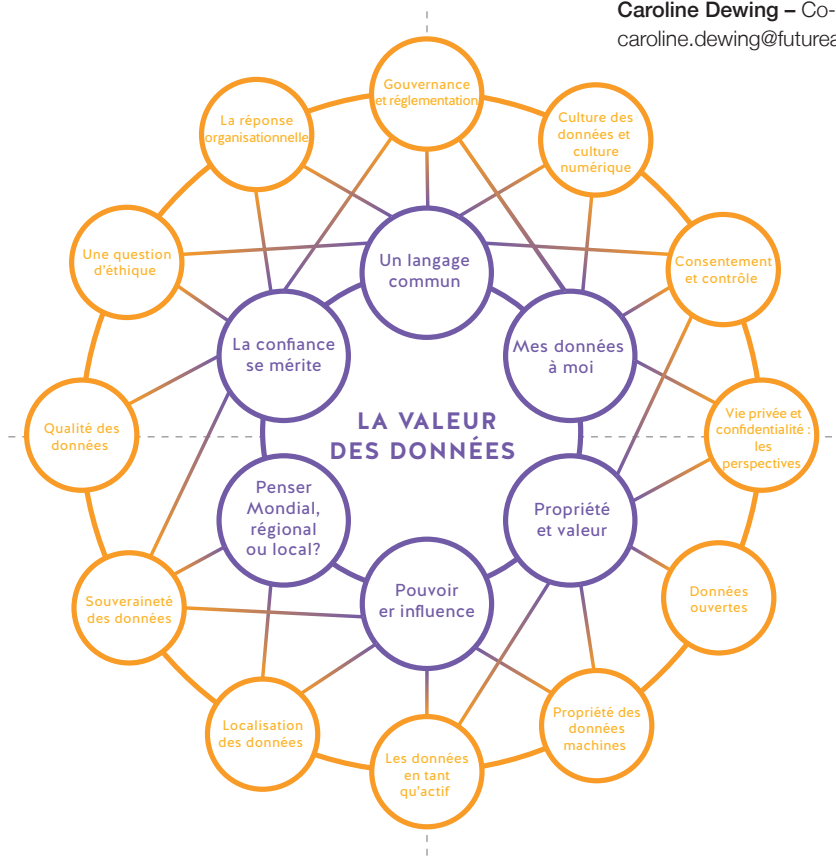 Caroline Dewing – Co-
caroline.dewing@futurea
Gouvernance
et réglementation
La réponse
organisationnelle
Culture des
données et
culture
numérique
Une question
d'éthique
Un langage
commun
Consentement
et contrôle
La confiance
se mérite
Mes données
à moi
Qualité des
données
LA VALEUR
DES DONNÉES
Vie privée et
confidentialité :
les
perspectives
Penser
Mondial,
régional
ou local?
Propriété
et valeur
Souveraineté
des données
Pouvoir
er influence
Données
ouvertes
Localisation
des données
Les données
en tant
qu'actif
Propriété des
données
machines